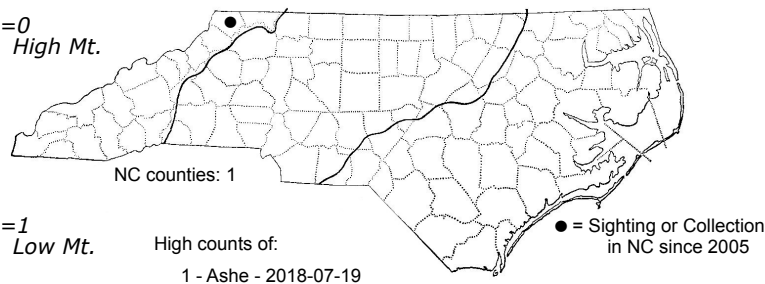 =0
High Mt.
NC counties: 1
=1
Low Mt.
High counts of:
1 - Ashe - 2018-07-19
● = Sighting or Collection
in NC since 2005